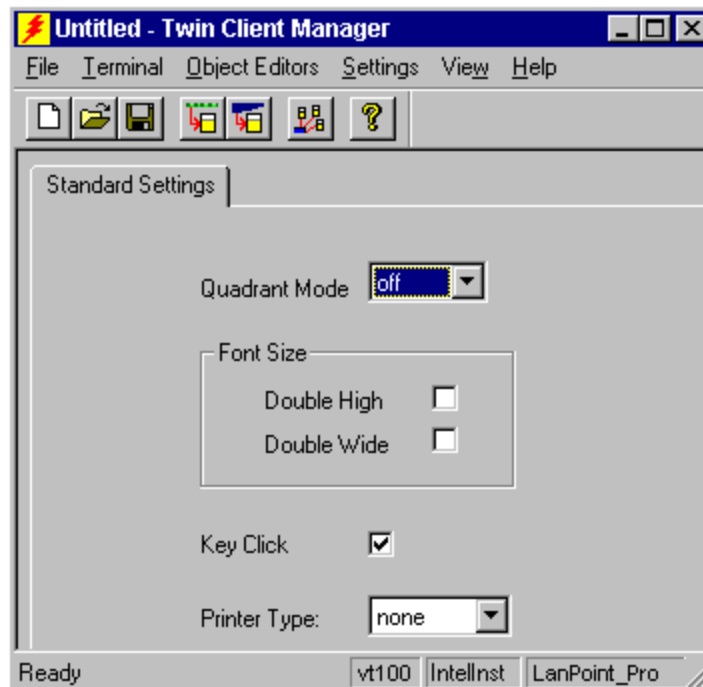 Untitled - Twin Client Manager
File Terminal Object Editors Settings View Help
Standard Settings
Quadrant Mode off
Font Size
Double High
Double Wide
Key Click
Printer Type: none
Ready vt100 IntelInst LanPoint_Pro